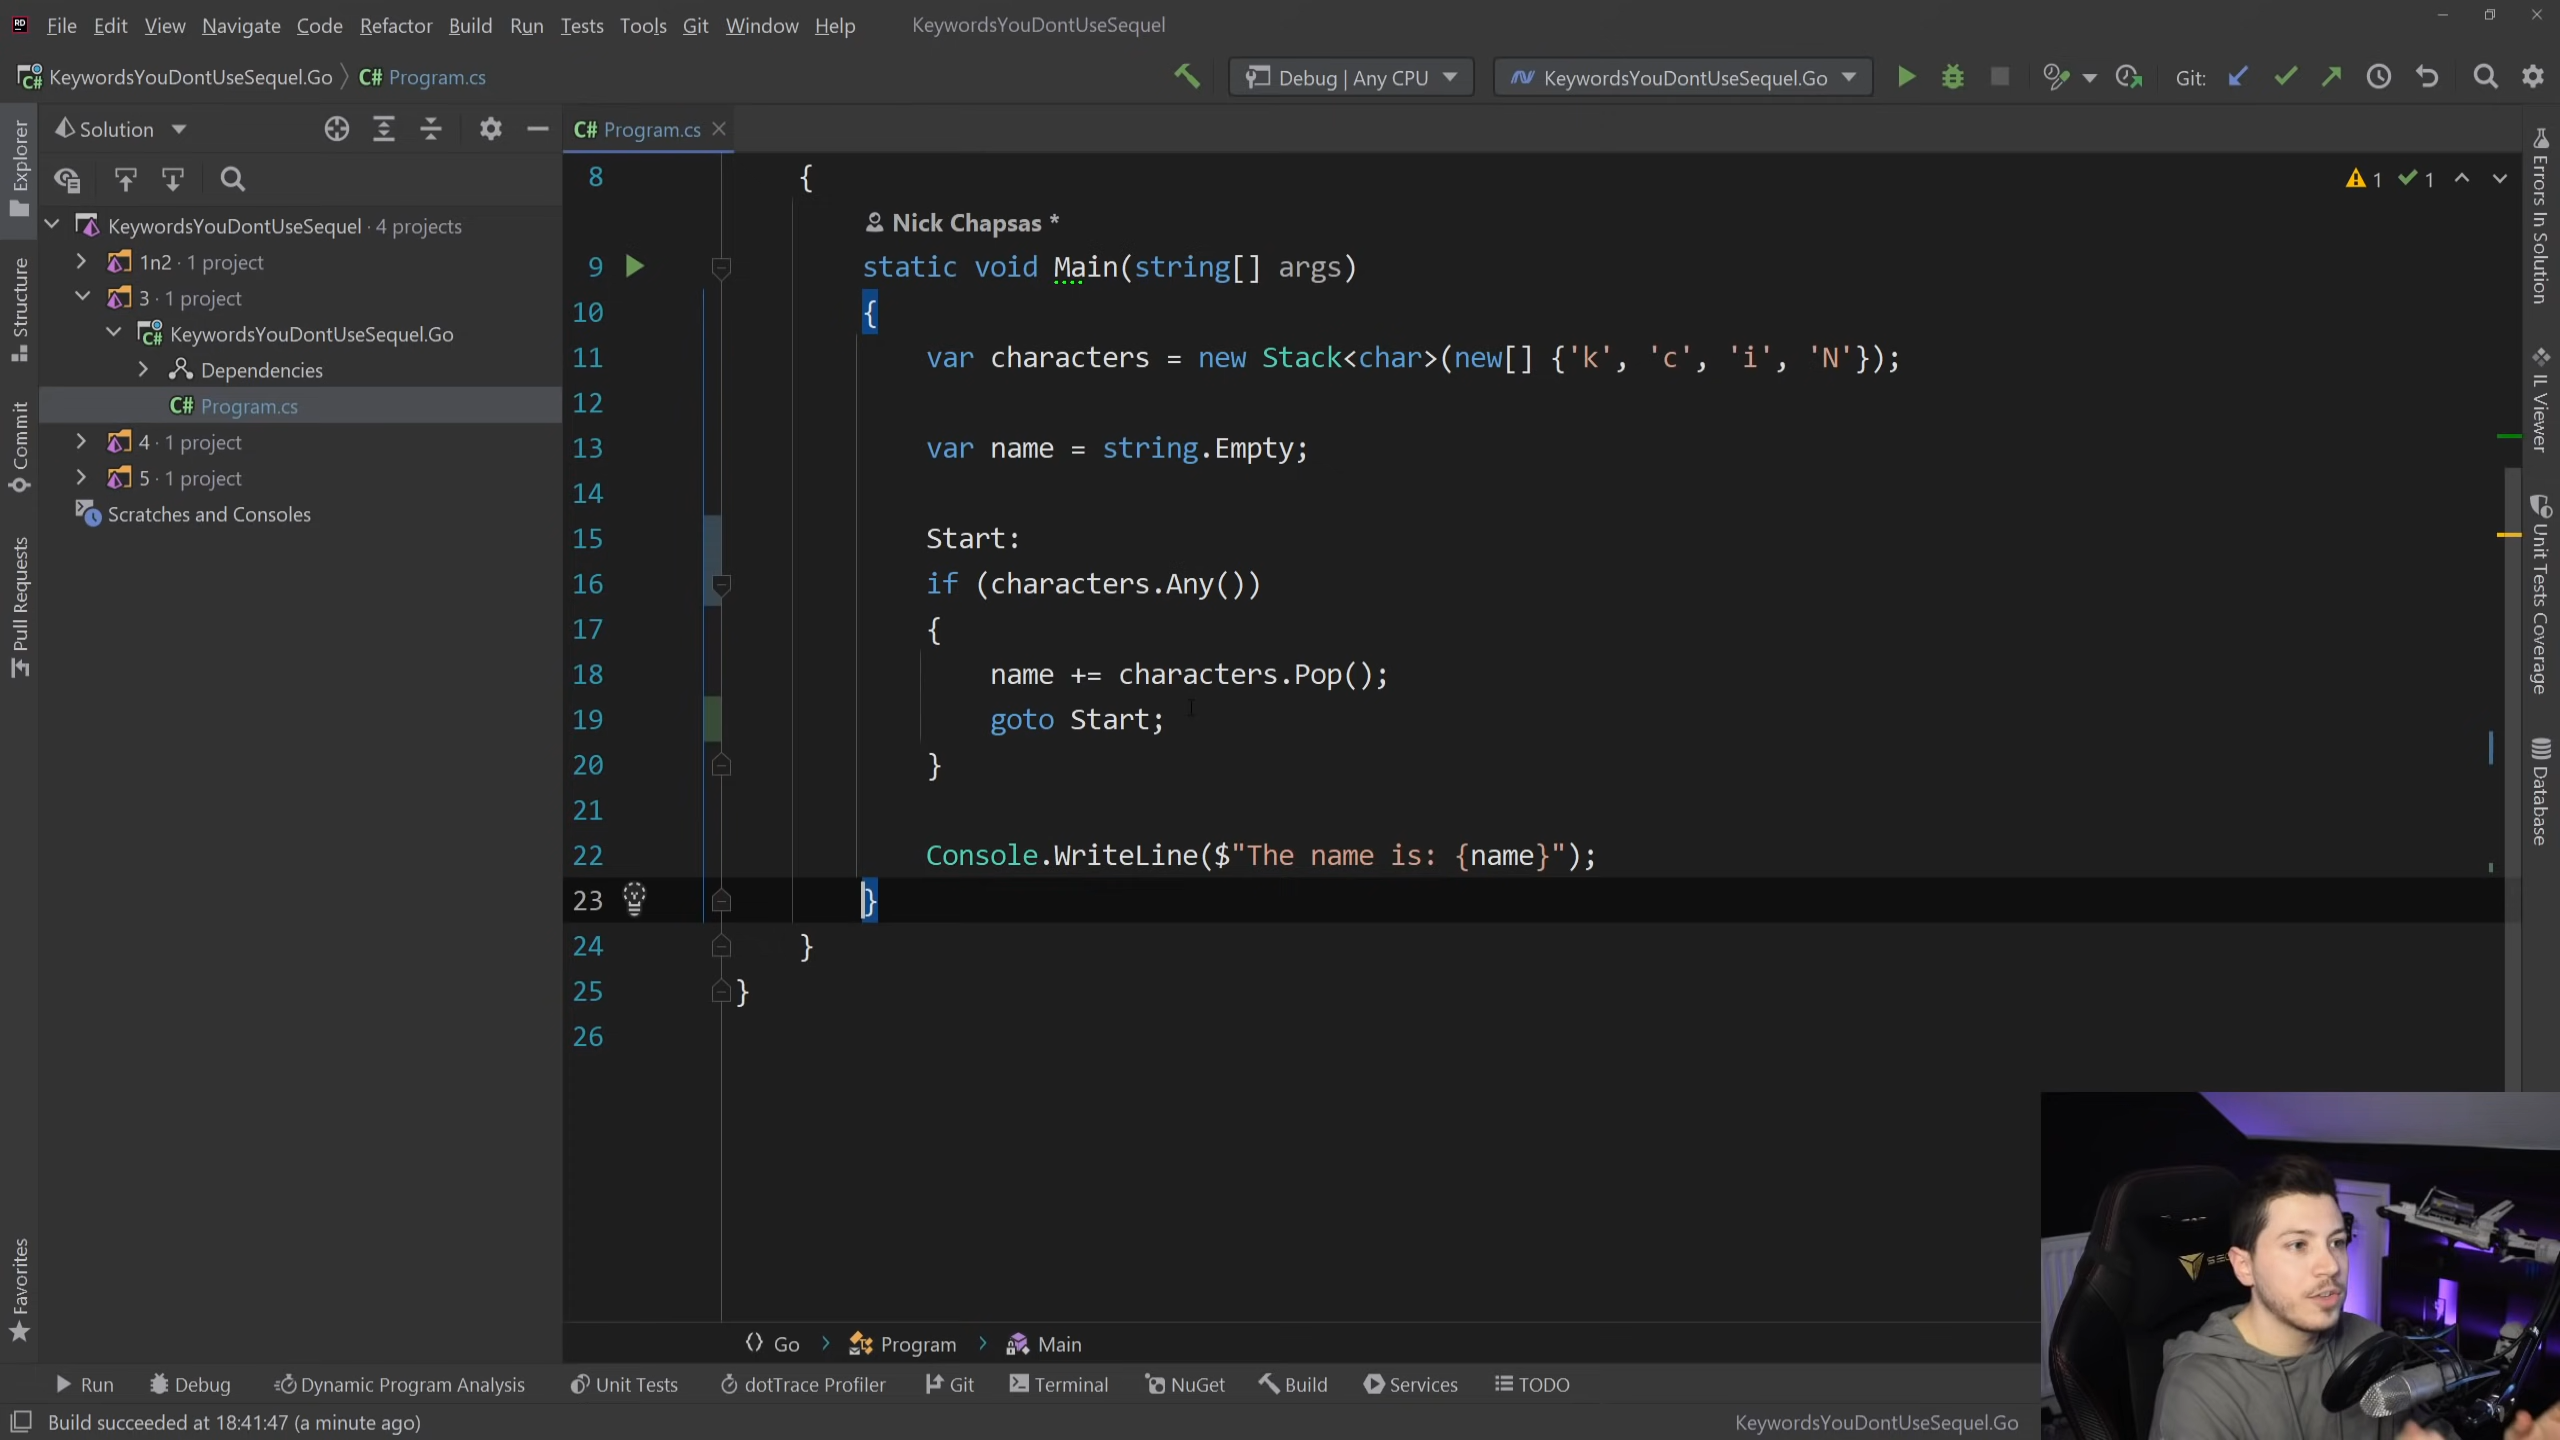 File Edit View Navigate Code Refactor Build Run Tests Tools Git Window Help KeywordsYouDontUseSequel
KeywordsYouDontUseSequel.Go C# Program.cs Debug | Any CPU KeywordsYouDontUseSequel.Go Git:
Solution
C# Program.cs
KeywordsYouDontUseSequel · 4 projects
1n2 · 1 project
3 · 1 project
KeywordsYouDontUseSequel.Go
Dependencies
C# Program.cs
4 · 1 project
5 · 1 project
Scratches and Consoles
Explorer
Structure
Commit
Pull Requests
Favorites
8 {
1 1
Nick Chapsas *
9 static void Main(string[] args)
10 {
11 var characters = new Stack<char>(new[] {'k', 'c', 'i', 'N'});
12
13 var name = string.Empty;
14
15 Start:
16 if (characters.Any())
17 {
18 name += characters.Pop();
19 goto Start;
20 }
21
22 Console.WriteLine($"The name is: {name}");
23 }
24 }
25 }
26
Errors In Solution
IL Viewer
Unit Tests Coverage
Database
Go Program Main
Run Debug Dynamic Program Analysis Unit Tests dotTrace Profiler Git Terminal NuGet Build Services TODO
Build succeeded at 18:41:47 (a minute ago) KeywordsYouDontUseSequel.Go